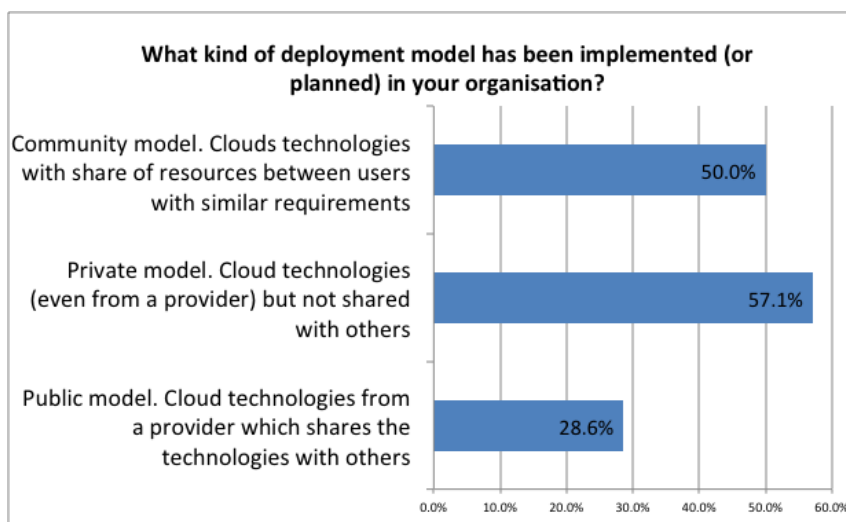 What kind of deployment model has been implemented (or
planned) in your organisation?
Community model. Clouds technologies
with share of resources between users
with similar requirements
50.0%
Private model. Cloud technologies
(even from a provider) but not shared
with others
57.1%
Public model. Cloud technologies from
a provider which shares the
technologies with others
28.6%
0.0% 10.0% 20.0% 30.0% 40.0% 50.0% 60.0%